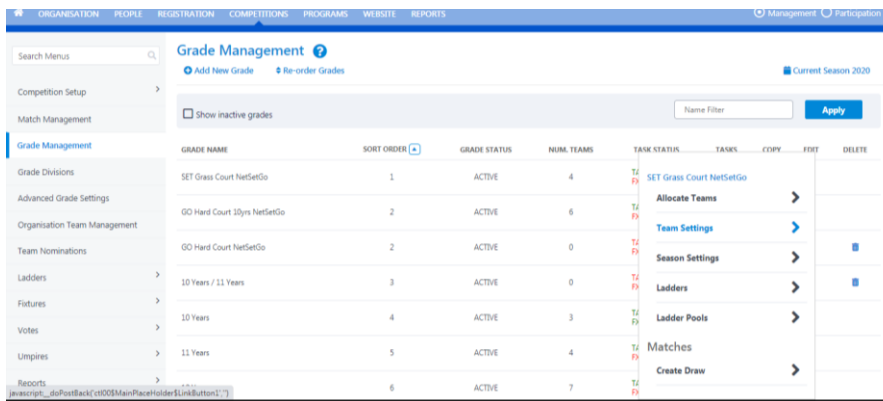 ORGANISATION PEOPLE REGISTRATION COMPETITIONS PROGRAMS WEBSITE REPORTS Management Participation
Search Menus
Competition Setup
Match Management
Grade Management
Grade Divisions
Advanced Grade Settings
Organisation Team Management
Team Nominations
Ladders
Fixtures
Votes
Umpires
Reports
javascript:__doPostBack('ctl00$MainPlaceHolder$LinkButton1','')
Grade Management ?
Add New Grade Re-order Grades Current Season 2020
Show inactive grades Name Filter Apply
GRADE NAME SORT ORDER GRADE STATUS NUM. TEAMS TASK STATUS TASKS COPY EDIT DELETE
SET Grass Court NetSetGo 1 ACTIVE 4
GO Hard Court 10yrs NetSetGo 2 ACTIVE 6
GO Hard Court NetSetGo 2 ACTIVE 0
10 Years / 11 Years 3 ACTIVE 0
10 Years 4 ACTIVE 3
11 Years 5 ACTIVE 4
6 ACTIVE 7
SET Grass Court NetSetGo
Allocate Teams
Team Settings
Season Settings
Ladders
Ladder Pools
Matches
Create Draw